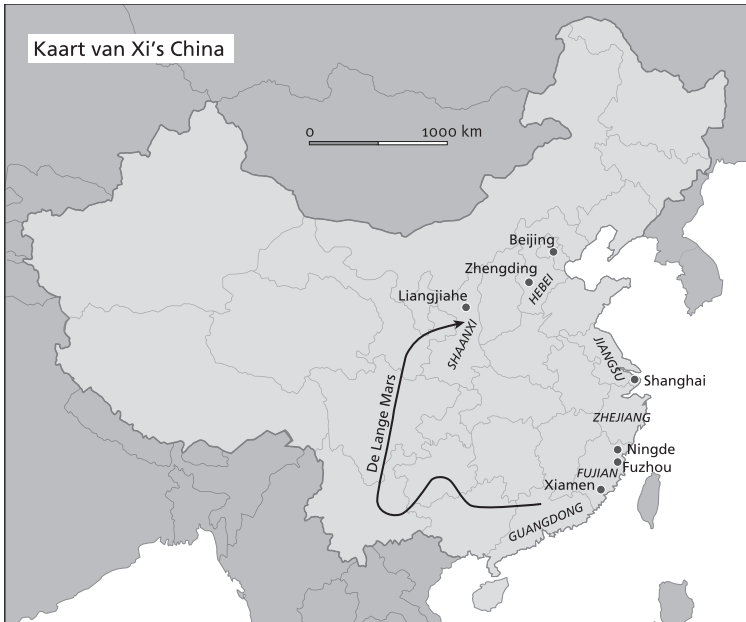 Kaart van Xi's China
0 1000 km
Beijing
Zhengding
HEBEI
Liangjiahe
SHAANXI
De Lange Mars
JIANGSU
Shanghai
ZHEJIANG
Ningde
Fuzhou
FUJIAN
Xiamen
GUANGDONG